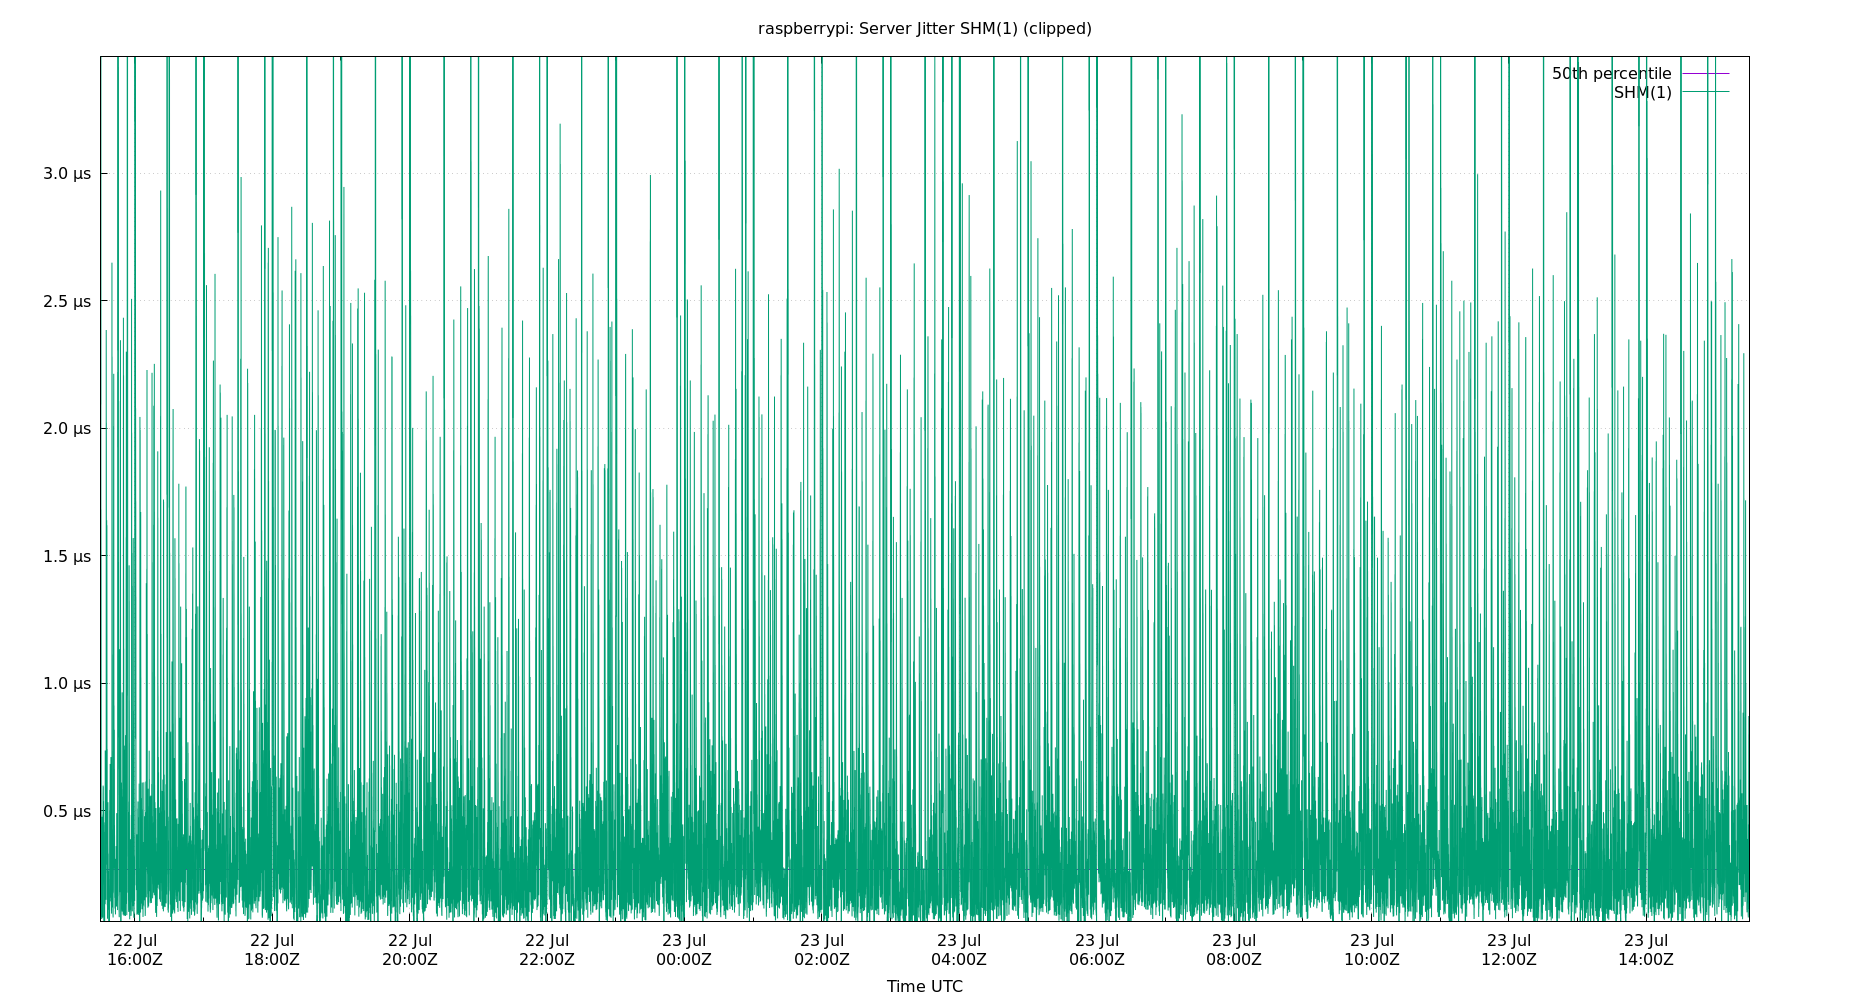 raspberrypi: Server Jitter SHM(1) (clipped)
50th percentile
SHM(1)
3.0 µs
2.5 µs
2.0 µs
1.5 µs
1.0 µs
0.5 µs
22 Jul 22 Jul 22 Jul 22 Jul 23 Jul 23 Jul 23 Jul 23 Jul 23 Jul 23 Jul 23 Jul 23 Jul
16:00Z 18:00Z 20:00Z 22:00Z 00:00Z 02:00Z 04:00Z 06:00Z 08:00Z 10:00Z 12:00Z 14:00Z
Time UTC